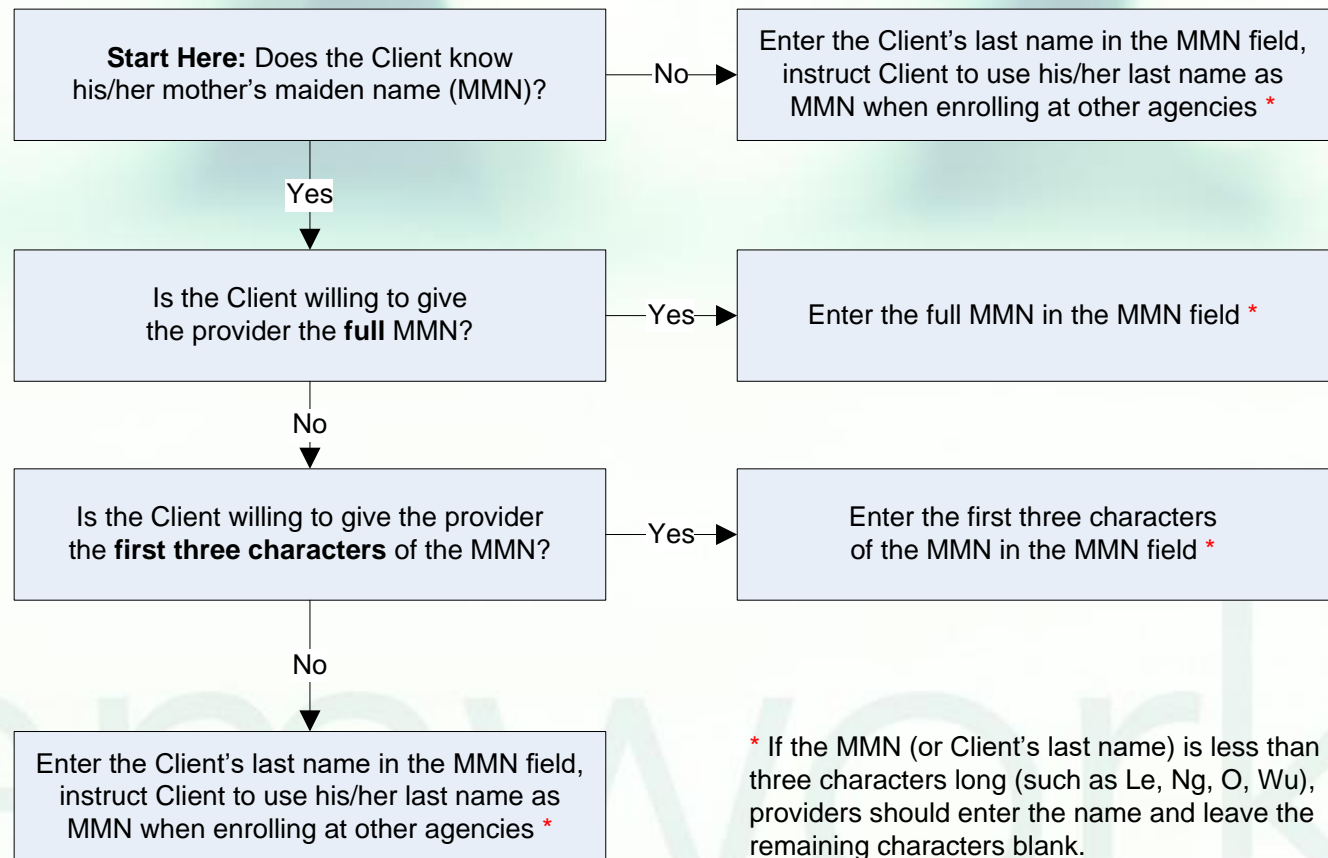 Start Here: Does the Client know
his/her mother's maiden name (MMN)?
No
Enter the Client's last name in the MMN field,
instruct Client to use his/her last name as
MMN when enrolling at other agencies *
Yes
Is the Client willing to give
the provider the full MMN?
Yes
Enter the full MMN in the MMN field *
No
Is the Client willing to give the provider
the first three characters of the MMN?
Yes
Enter the first three characters
of the MMN in the MMN field *
No
Enter the Client's last name in the MMN field,
instruct Client to use his/her last name as
MMN when enrolling at other agencies *
* If the MMN (or Client's last name) is less than
three characters long (such as Le, Ng, O, Wu),
providers should enter the name and leave the
remaining characters blank.